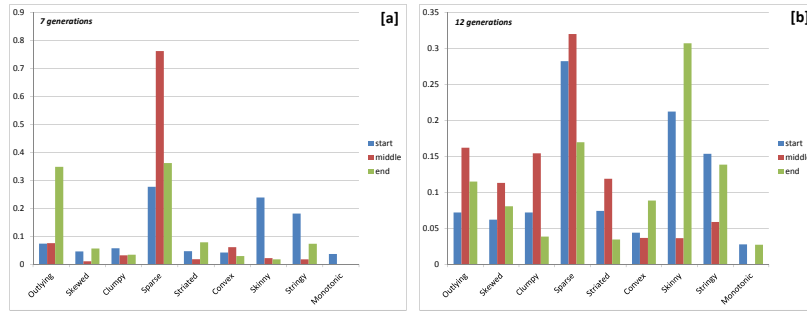 7 generations
[a]
0.9
0.8
0.7
0.6
0.5
0.4
0.3
0.2
0.1
0
Outlying
Skewed
Clumpy
Sparse
Striated
Convex
Skinny
Stringy
Monotonic
start
middle
end
12 generations
[b]
0.35
0.3
0.25
0.2
0.15
0.1
0.05
0
Outlying
Skewed
Clumpy
Sparse
Striated
Convex
Skinny
Stringy
Monotonic
start
middle
end